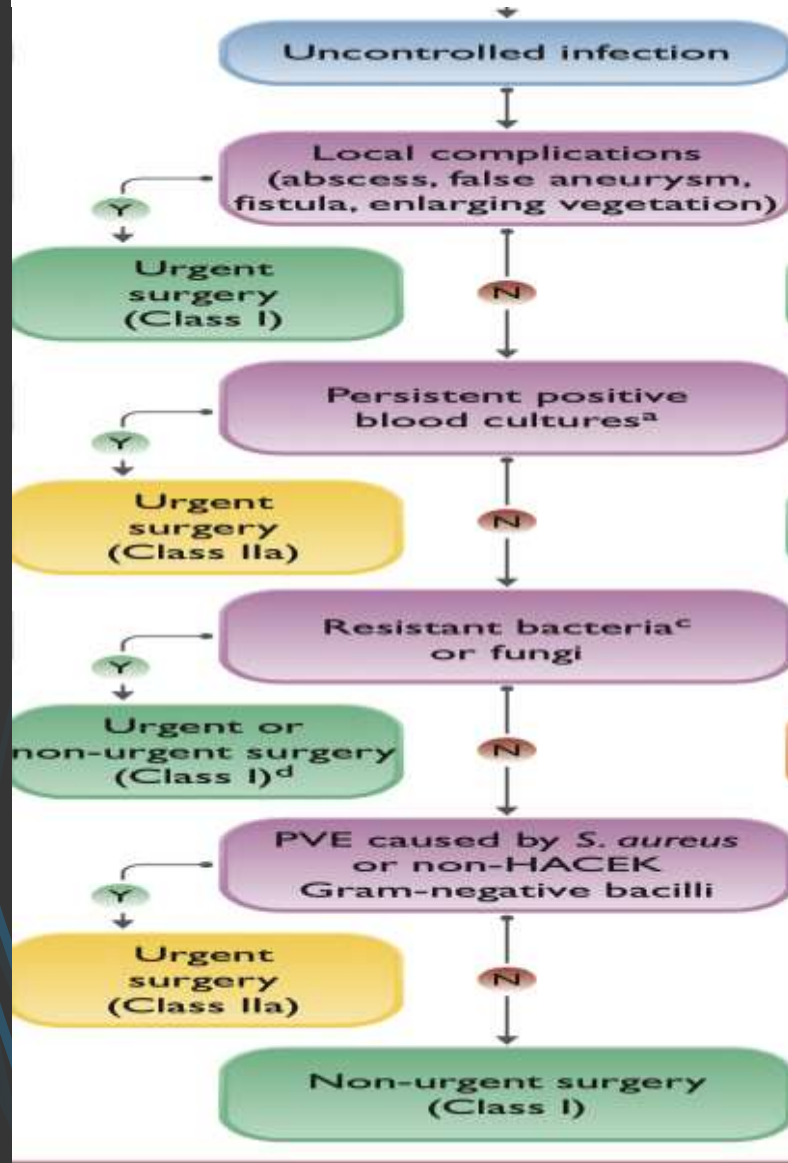 Uncontrolled infection
Local complications
(abscess, false aneurysm,
fistula, enlarging vegetation)
Y
Urgent
surgery
(Class I)
N
Persistent positive
blood culturesᵃ
Y
Urgent
surgery
(Class IIa)
N
Resistant bacteriaᶜ
or fungi
Y
Urgent or
non-urgent surgery
(Class I)ᵈ
N
PVE caused by S. aureus
or non-HACEK
Gram-negative bacilli
Y
Urgent
surgery
(Class IIa)
N
Non-urgent surgery
(Class I)